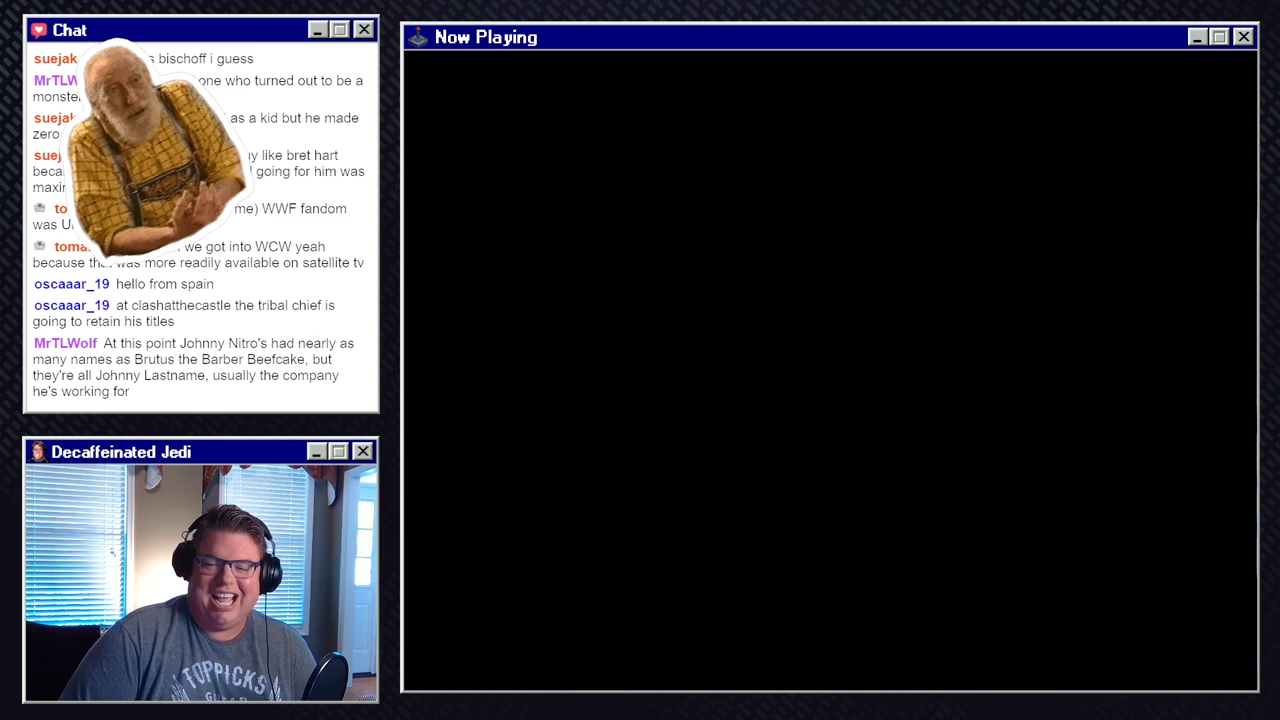 Chat
suejak s bischoff i guess
MrTLW one who turned out to be a
monste
suejak as a kid but he made
zero
suej y like bret hart
beca going for him was
maxi
to me) WWF fandom
was U
toma we got into WCW yeah
because that was more readily available on satellite tv
oscaaar_19 hello from spain
oscaaar_19 at clashatthecastle the tribal chief is
going to retain his titles
MrTLWolf At this point Johnny Nitro's had nearly as
many names as Brutus the Barber Beefcake, but
they're all Johnny Lastname, usually the company
he's working for
Decaffeinated Jedi
TOPPICKS
Now Playing